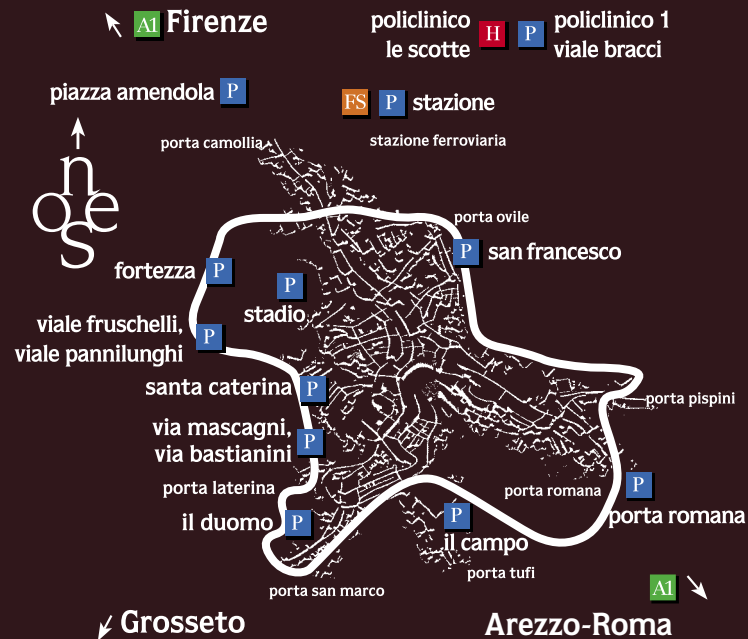 A1 Firenze
policlinico
le scotte
H P
policlinico 1
viale bracci
piazza amendola P
FS P stazione
stazione ferroviaria
porta camollia
n
o e
s
porta ovile
P san francesco
fortezza P
P
stadio
viale fruschelli,
viale pannilunghi
P
santa caterina P
porta pispini
via mascagni,
via bastianini
P
porta laterina
porta romana
P
porta romana
il duomo P
P
il campo
porta tufi
porta san marco
A1
Grosseto
Arezzo-Roma